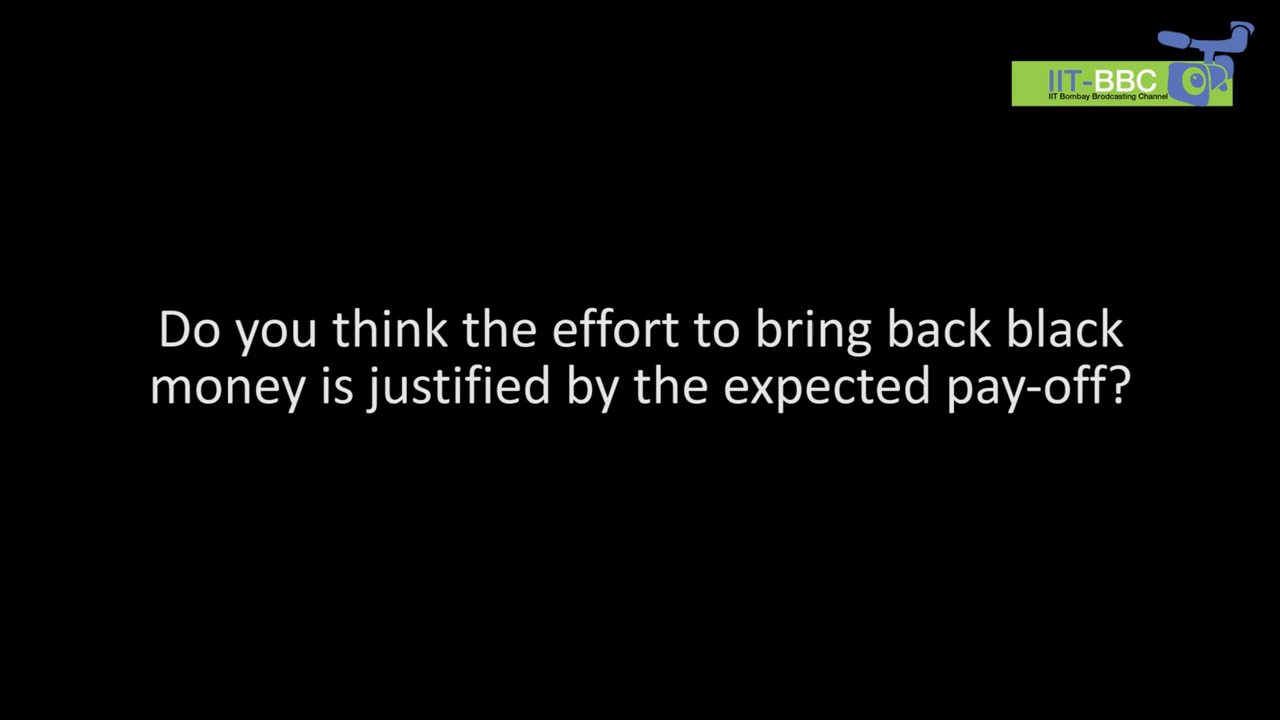 IIT-BBC
IIT Bombay Brodcasting Channel
Do you think the effort to bring back black
money is justified by the expected pay-off?